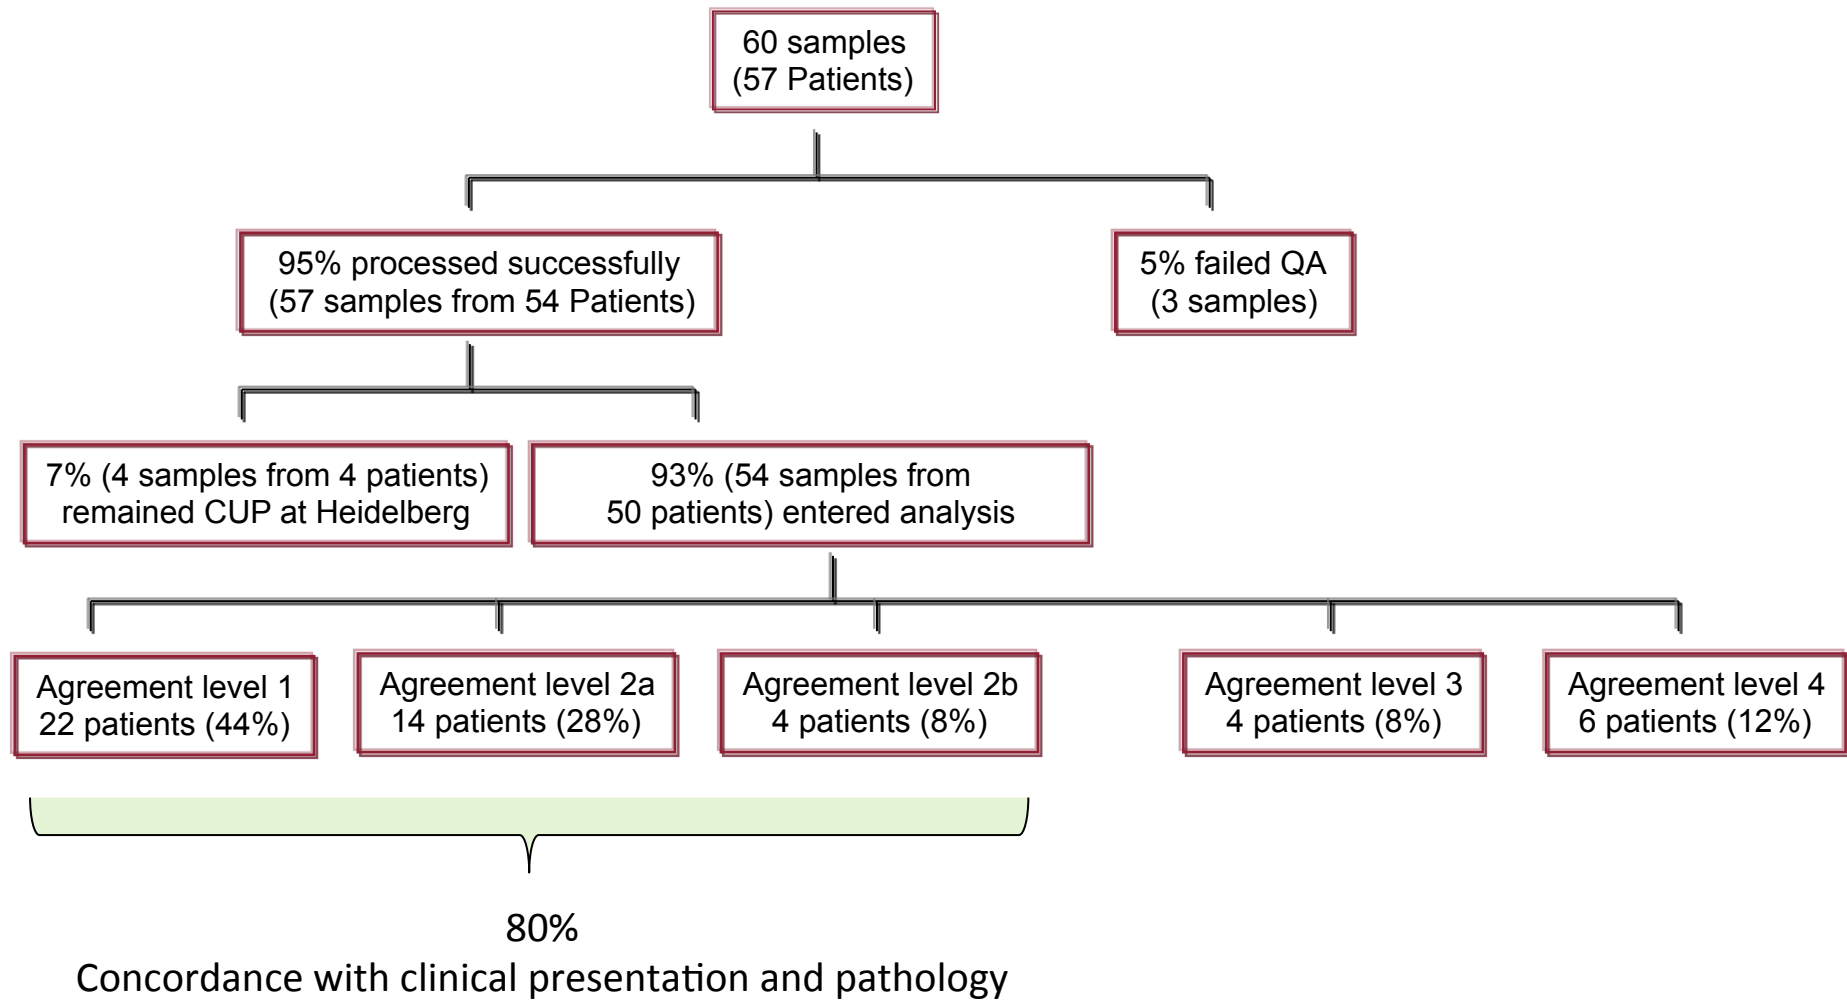 60 samples
(57 Patients)
95% processed successfully
(57 samples from 54 Patients)
5% failed QA
(3 samples)
7% (4 samples from 4 patients)
remained CUP at Heidelberg
93% (54 samples from
50 patients) entered analysis
Agreement level 1
22 patients (44%)
Agreement level 2a
14 patients (28%)
Agreement level 2b
4 patients (8%)
Agreement level 3
4 patients (8%)
Agreement level 4
6 patients (12%)
80%
Concordance with clinical presentation and pathology